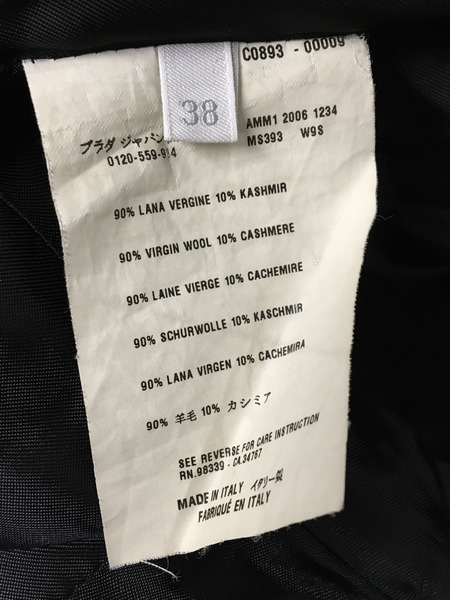 C0893 - 00009
38
プラダ ジャパン
0120-559-914
AMM1 2006 1234
MS393 W9S
90% LANA VERGINE 10% KASHMIR
90% VIRGIN WOOL 10% CASHMERE
90% LAINE VIERGE 10% CACHEMIRE
90% SCHURWOLLE 10% KASCHMIR
90% LANA VIRGEN 10% CACHEMIRA
90% 羊毛 10% カシミア
SEE REVERSE FOR CARE INSTRUCTION
RN.98339 - CA.34767
MADE IN ITALY イタリー製
FABRIQUÉ EN ITALY